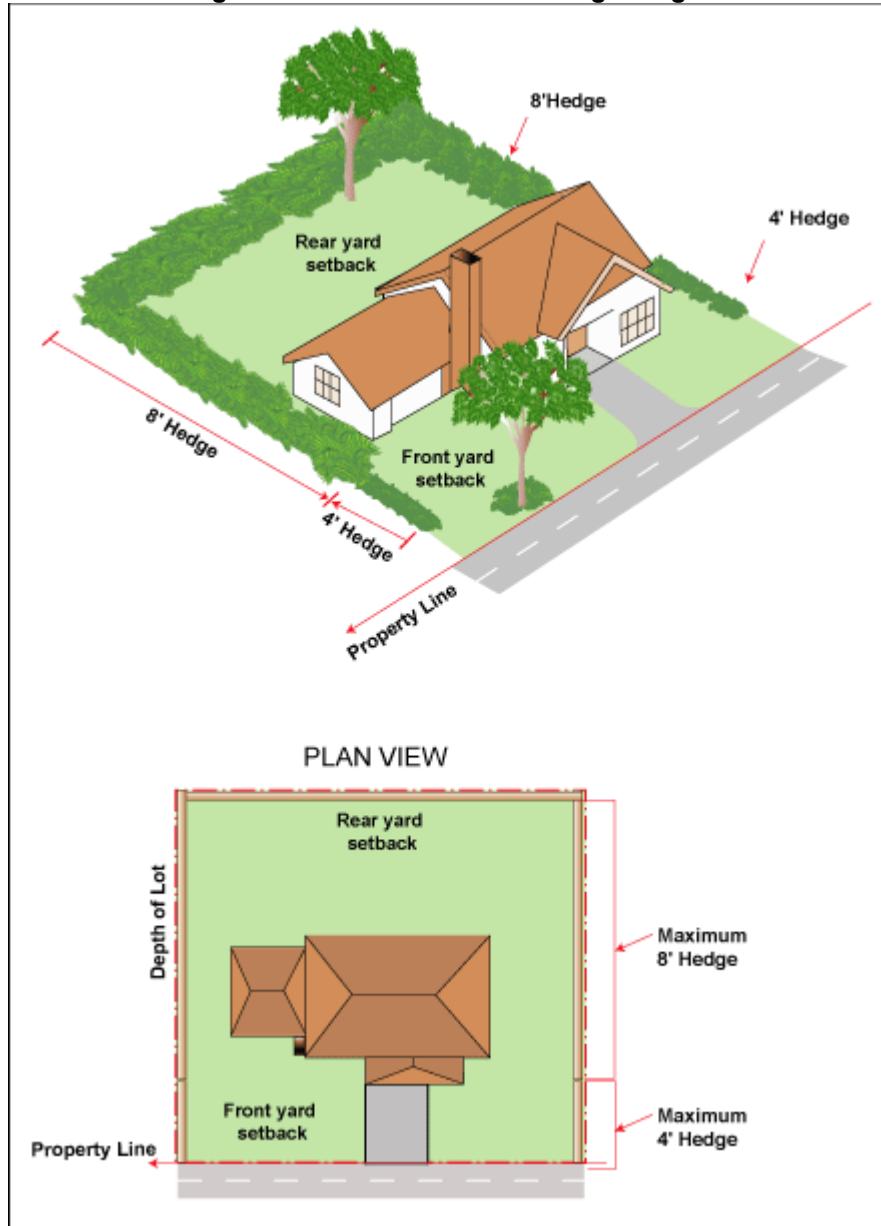 8'Hedge
4' Hedge
Rear yard
setback
8' Hedge
Front yard
setback
4' Hedge
Property Line
PLAN VIEW
Rear yard
setback
Depth of Lot
Maximum
8' Hedge
Front yard
setback
Maximum
4' Hedge
Property Line